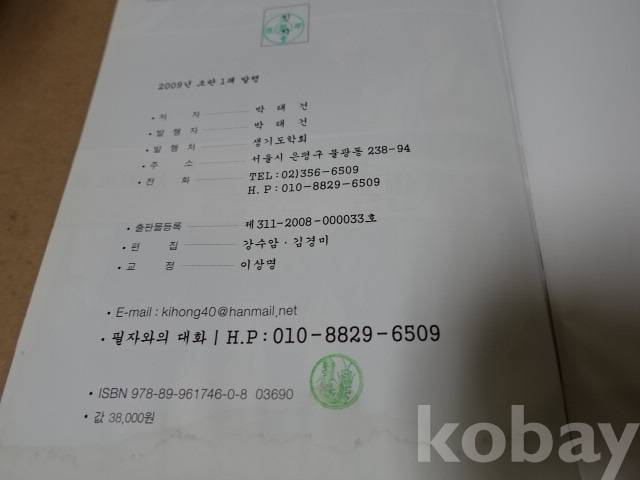 2009년 초판 1쇄 발행
• 저 자 박 태 건
• 발 행 자 박 태 건
• 발 행 처 생기도학회
• 주 소 서울시 은평구 불광동 238-94
• 전 화 TEL : 02)356-6509
H. P : 010-8829-6509
• 출판물등록 제311-2008-000033호
• 편 집 강수암 · 김경미
• 교 정 이상명
• E-mail : kihong40@hanmail.net
• 필자와의 대화 | H.P : 010-8829-6509
• ISBN 978-89-961746-0-8 03690
• 값 38,000원
kobay